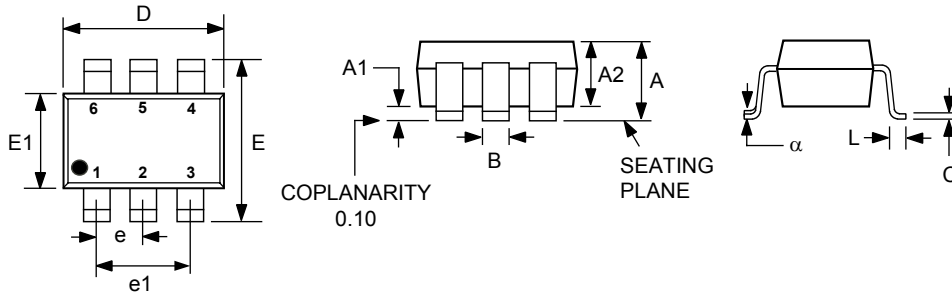 D
6 5 4
1 2 3
E1
E
e
e1
A1
A2
A
B
COPLANARITY
0.10
SEATING
PLANE
α
L
C